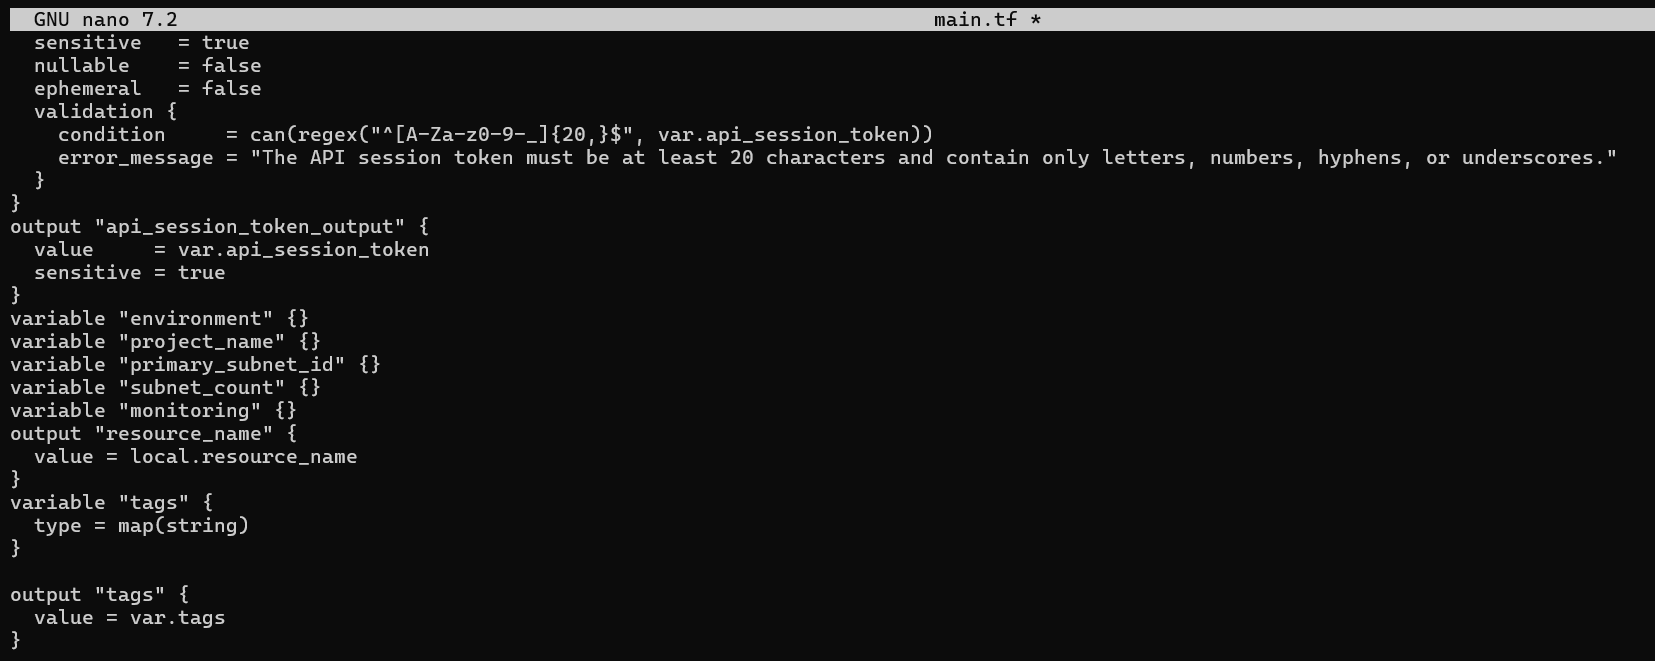 GNU nano 7.2 main.tf *
  sensitive   = true
  nullable    = false
  ephemeral   = false
  validation {
    condition     = can(regex("^[A-Za-z0-9-_]{20,}$", var.api_session_token))
    error_message = "The API session token must be at least 20 characters and contain only letters, numbers, hyphens, or underscores."
  }
}
output "api_session_token_output" {
  value     = var.api_session_token
  sensitive = true
}
variable "environment" {}
variable "project_name" {}
variable "primary_subnet_id" {}
variable "subnet_count" {}
variable "monitoring" {}
output "resource_name" {
  value = local.resource_name
}
variable "tags" {
  type = map(string)
}

output "tags" {
  value = var.tags
}